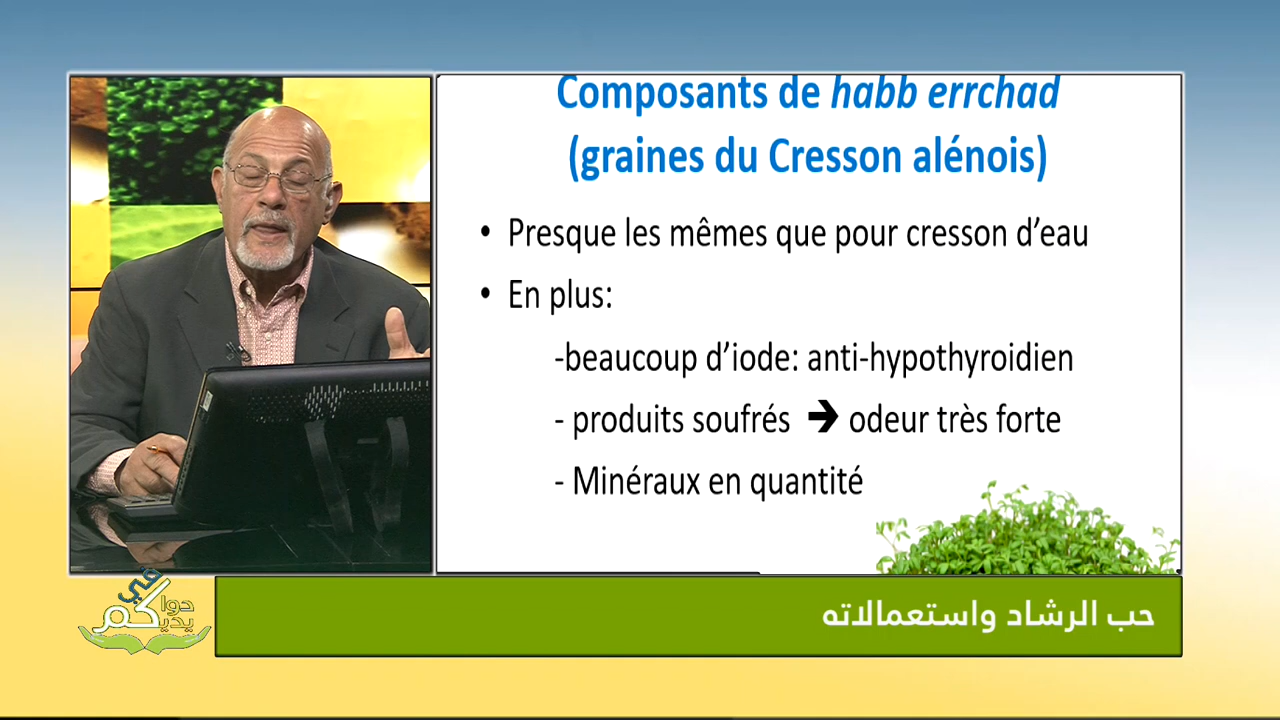 Composants de habb errchad
(graines du Cresson alénois)
• Presque les mêmes que pour cresson d’eau
• En plus:
-beaucoup d’iode: anti-hypothyroidien
- produits soufrés ➔ odeur très forte
- Minéraux en quantité
دوا في
يديكم
حب الرشاد واستعمالاته